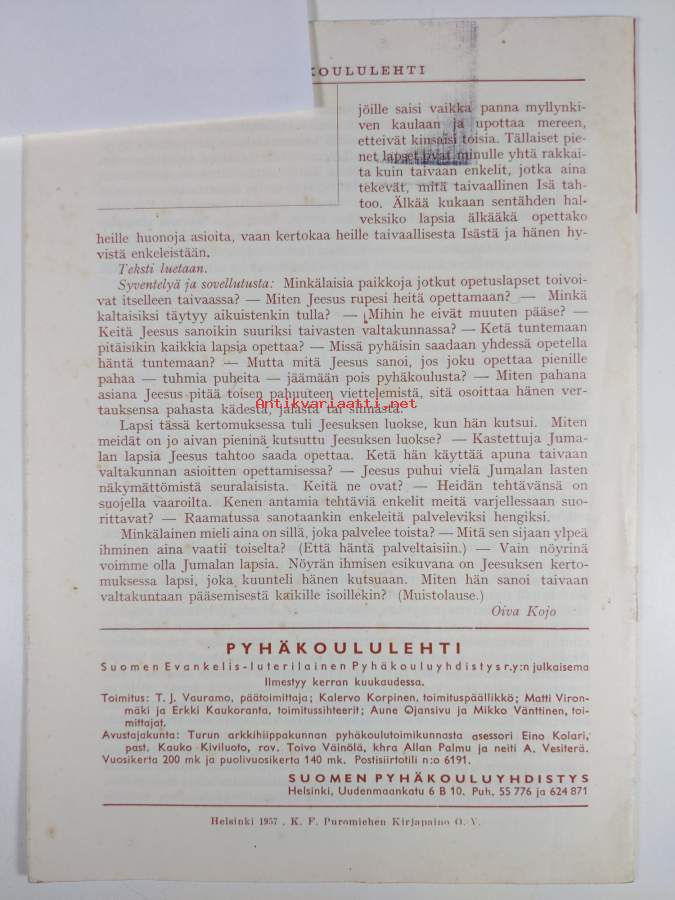 KOULULEHTI
jöille saisi vaikka panna myllynki-
ven kaulaan ja upottaa mereen,
etteivät kiusaisi toisia. Tällaiset pie-
net lapset ovat minulle yhtä rakkai-
ta kuin taivaan enkelit, jotka aina
tekevät, mitä taivaallinen Isä tah-
too. Älkää kukaan sentähden hal-
veksiko lapsia älkääkä opettako
heille huonoja asioita, vaan kertokaa heille taivaallisesta Isästä ja hänen hy-
vistä enkeleistään.
Teksti luetaan.
Syventelyä ja sovellutusta: Minkälaisia paikkoja jotkut opetuslapset toivoi-
vat itselleen taivaassa? — Miten Jeesus rupesi heitä opettamaan? — Minkä
kaltaisiksi täytyy aikuistenkin tulla? — Mihin he eivät muuten pääse? —
Keitä Jeesus sanoikin suuriksi taivasten valtakunnassa? — Ketä tuntemaan
pitäisikin kaikkia lapsia opettaa? — Missä pyhäisin saadaan yhdessä opetella
häntä tuntemaan? — Mutta mitä Jeesus sanoi, jos joku opettaa pienille
pahaa — tuhmia puheita — jäämään pois pyhäkoulusta? — Miten pahana
asiana Jeesus pitää toisen pahuuteen viettelemistä, sitä osoittaa hänen ver-
tauksensa pahasta kädestä, jalasta tai silmästä.
Antikvariaatti.net
Lapsi tässä kertomuksessa tuli Jeesuksen luokse, kun hän kutsui. Miten
meidät on jo aivan pieninä kutsuttu Jeesuksen luokse? — Kastettuja Juma-
lan lapsia Jeesus tahtoo saada opettaa. Ketä hän käyttää apuna taivaan
valtakunnan asioitten opettamisessa? — Jeesus puhui vielä Jumalan lasten
näkymättömistä seuralaisista. Keitä ne ovat? — Heidän tehtävänsä on
suojella vaaroilta. Kenen antamia tehtäviä enkelit meitä varjellessaan suo-
rittavat? — Raamatussa sanotaankin enkeleitä palveleviksi hengiksi.
Minkälainen mieli aina on sillä, joka palvelee toista? — Mitä sen sijaan ylpeä
ihminen aina vaatii toiselta? (Että häntä palveltaisiin.) — Vain nöyrinä
voimme olla Jumalan lapsia. Nöyrän ihmisen esikuvana on Jeesuksen kerto-
muksessa lapsi, joka kuunteli hänen kutsuaan. Miten hän sanoi taivaan
valtakuntaan pääsemisestä kaikille isoillekin? (Muistolause.)
Oiva Kojo
PYHÄKOULULEHTI
Suomen Evankelis-luterilainen Pyhäkouluyhdistys r.y:n julkaisema
Ilmestyy kerran kuukaudessa.
Toimitus: T. J. Vauramo, päätoimittaja; Kalervo Korpinen, toimituspäällikkö; Matti Viron-
mäki ja Erkki Kaukoranta, toimitussihteerit; Aune Ojansivu ja Mikko Vänttinen, toi-
mittajat.
Avustajakunta: Turun arkkihiippakunnan pyhäkoulutoimikunnasta asessori Eino Kolari,
past. Kauko Kiviluoto, rov. Toivo Väinölä, khra Allan Palmu ja neiti A. Vesiterä.
Vuosikerta 200 mk ja puolivuosikerta 140 mk. Postisiirtotili n:o 6191.
SUOMEN PYHÄKOULUYHDISTYS
Helsinki, Uudenmaankatu 6 B 10. Puh. 55 776 ja 624 871
Helsinki 1957 . K. F. Puromiehen Kirjapaino O. Y.